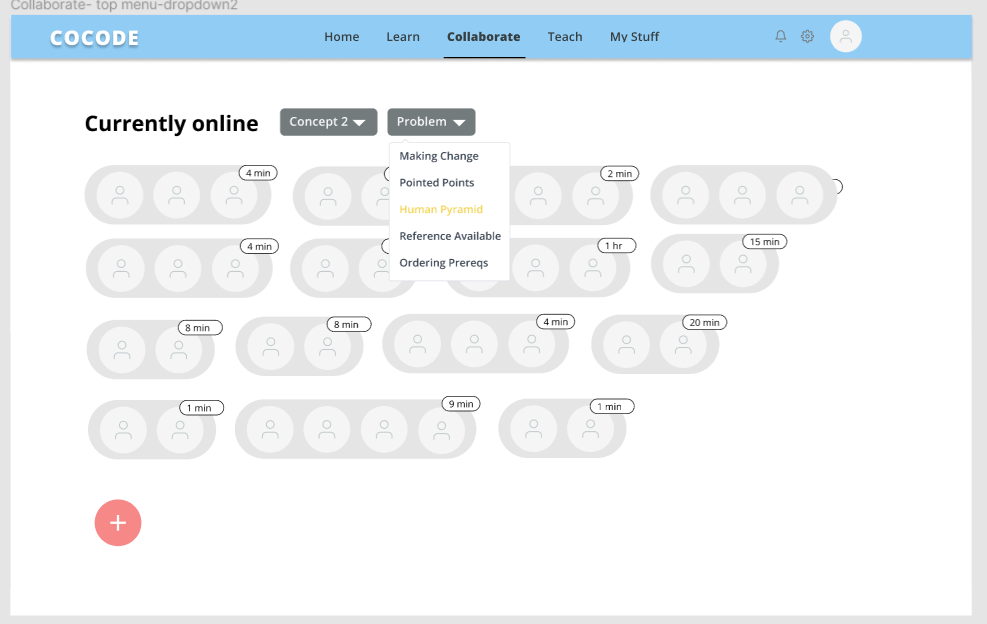 Collaborate- top menu-dropdown2
COCODE Home Learn Collaborate Teach My Stuff
Currently online Concept 2 Problem
Making Change
Pointed Points
Human Pyramid
Reference Available
Ordering Prereqs
4 min 2 min
4 min 1 hr 15 min
8 min 8 min 4 min 20 min
1 min 9 min 1 min